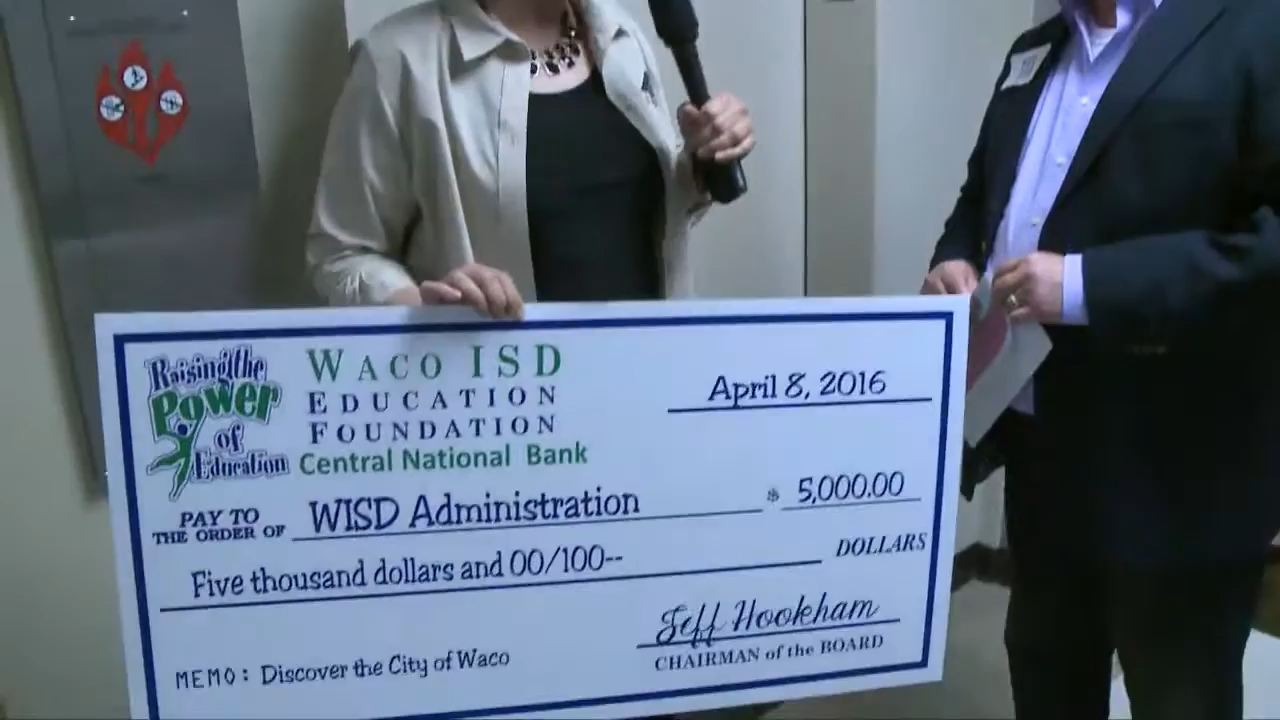 Raising the
Power
of
Education
WACO ISD
EDUCATION
FOUNDATION
Central National Bank
April 8, 2016
PAY TO
THE ORDER OF
WISD Administration
$ 5,000.00
Five thousand dollars and 00/100--
DOLLARS
MEMO: Discover the City of Waco
Jeff Hookham
CHAIRMAN of the BOARD